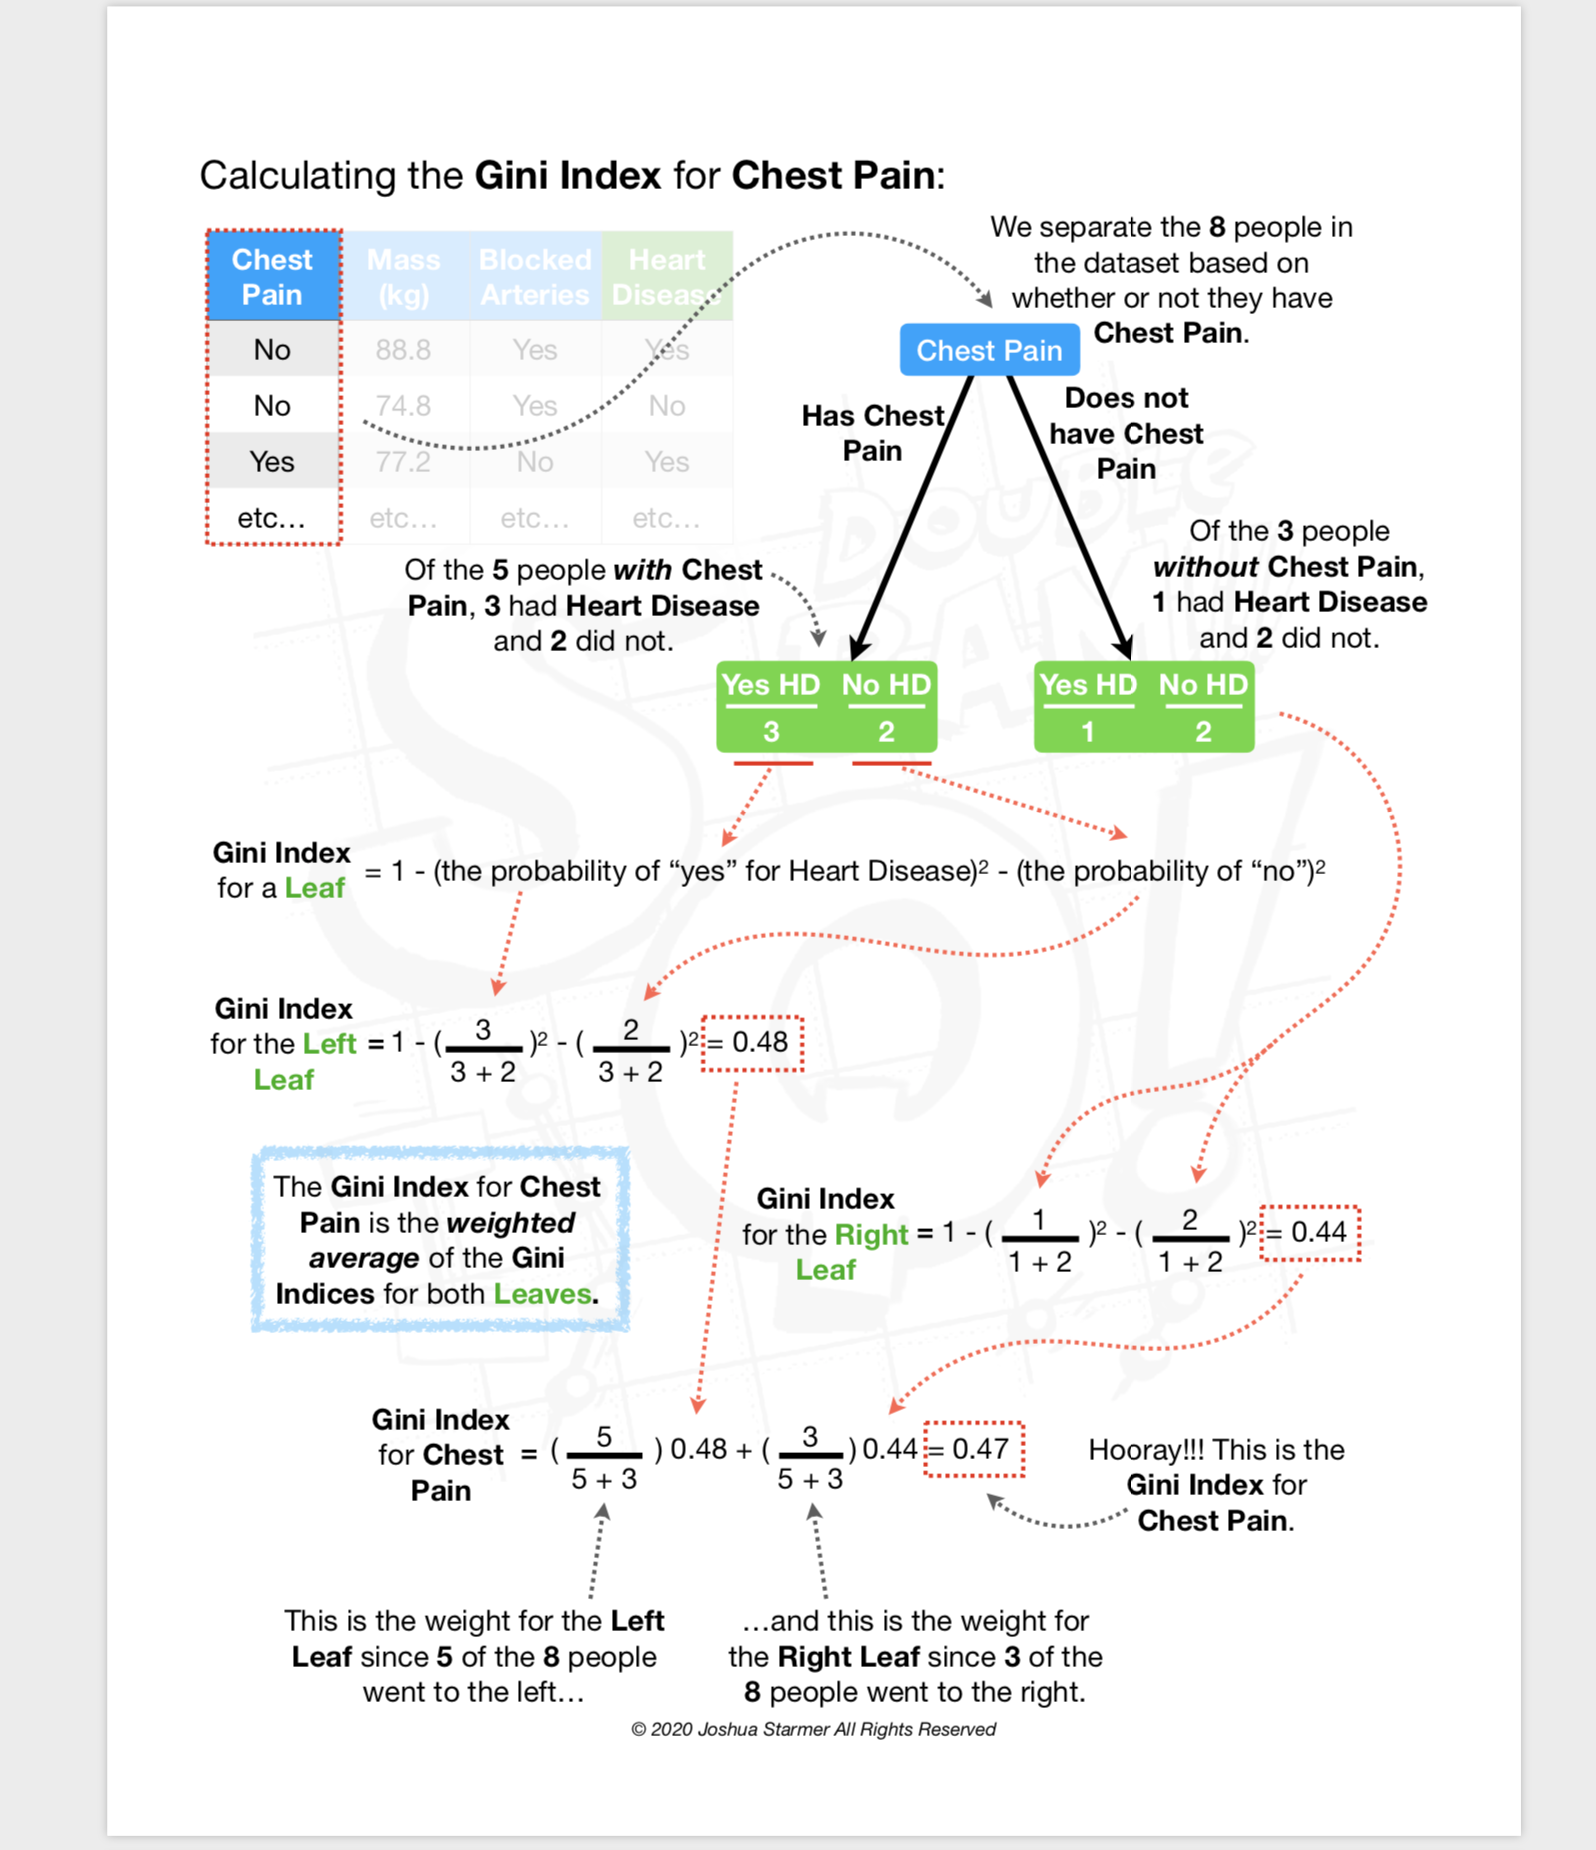 Calculating the Gini Index for Chest Pain:
We separate the 8 people in
the dataset based on
whether or not they have
Chest Pain.
Chest Pain
Mass (kg)
Blocked Arteries
Heart Disease
No 88.8 Yes Yes
No 74.8 Yes No
Yes 77.2 No Yes
etc... etc... etc... etc...
Chest Pain
Has Chest
Pain
Does not
have Chest
Pain
Of the 5 people with Chest
Pain, 3 had Heart Disease
and 2 did not.
Of the 3 people
without Chest Pain,
1 had Heart Disease
and 2 did not.
Yes HD No HD
3 2
Yes HD No HD
1 2
DOUBLE
BAM!!
Gini Index
for a Leaf
= 1 - (the probability of “yes” for Heart Disease)² - (the probability of “no”)²
Gini Index
for the Left
Leaf
= 1 - ( 3 / 3 + 2 )² - ( 2 / 3 + 2 )² = 0.48
The Gini Index for Chest
Pain is the weighted
average of the Gini
Indices for both Leaves.
Gini Index
for the Right
Leaf
= 1 - ( 1 / 1 + 2 )² - ( 2 / 1 + 2 )² = 0.44
Gini Index
for Chest
Pain
= ( 5 / 5 + 3 ) 0.48 + ( 3 / 5 + 3 ) 0.44 = 0.47
Hooray!!! This is the
Gini Index for
Chest Pain.
This is the weight for the Left
Leaf since 5 of the 8 people
went to the left...
...and this is the weight for
the Right Leaf since 3 of the
8 people went to the right.
© 2020 Joshua Starmer All Rights Reserved